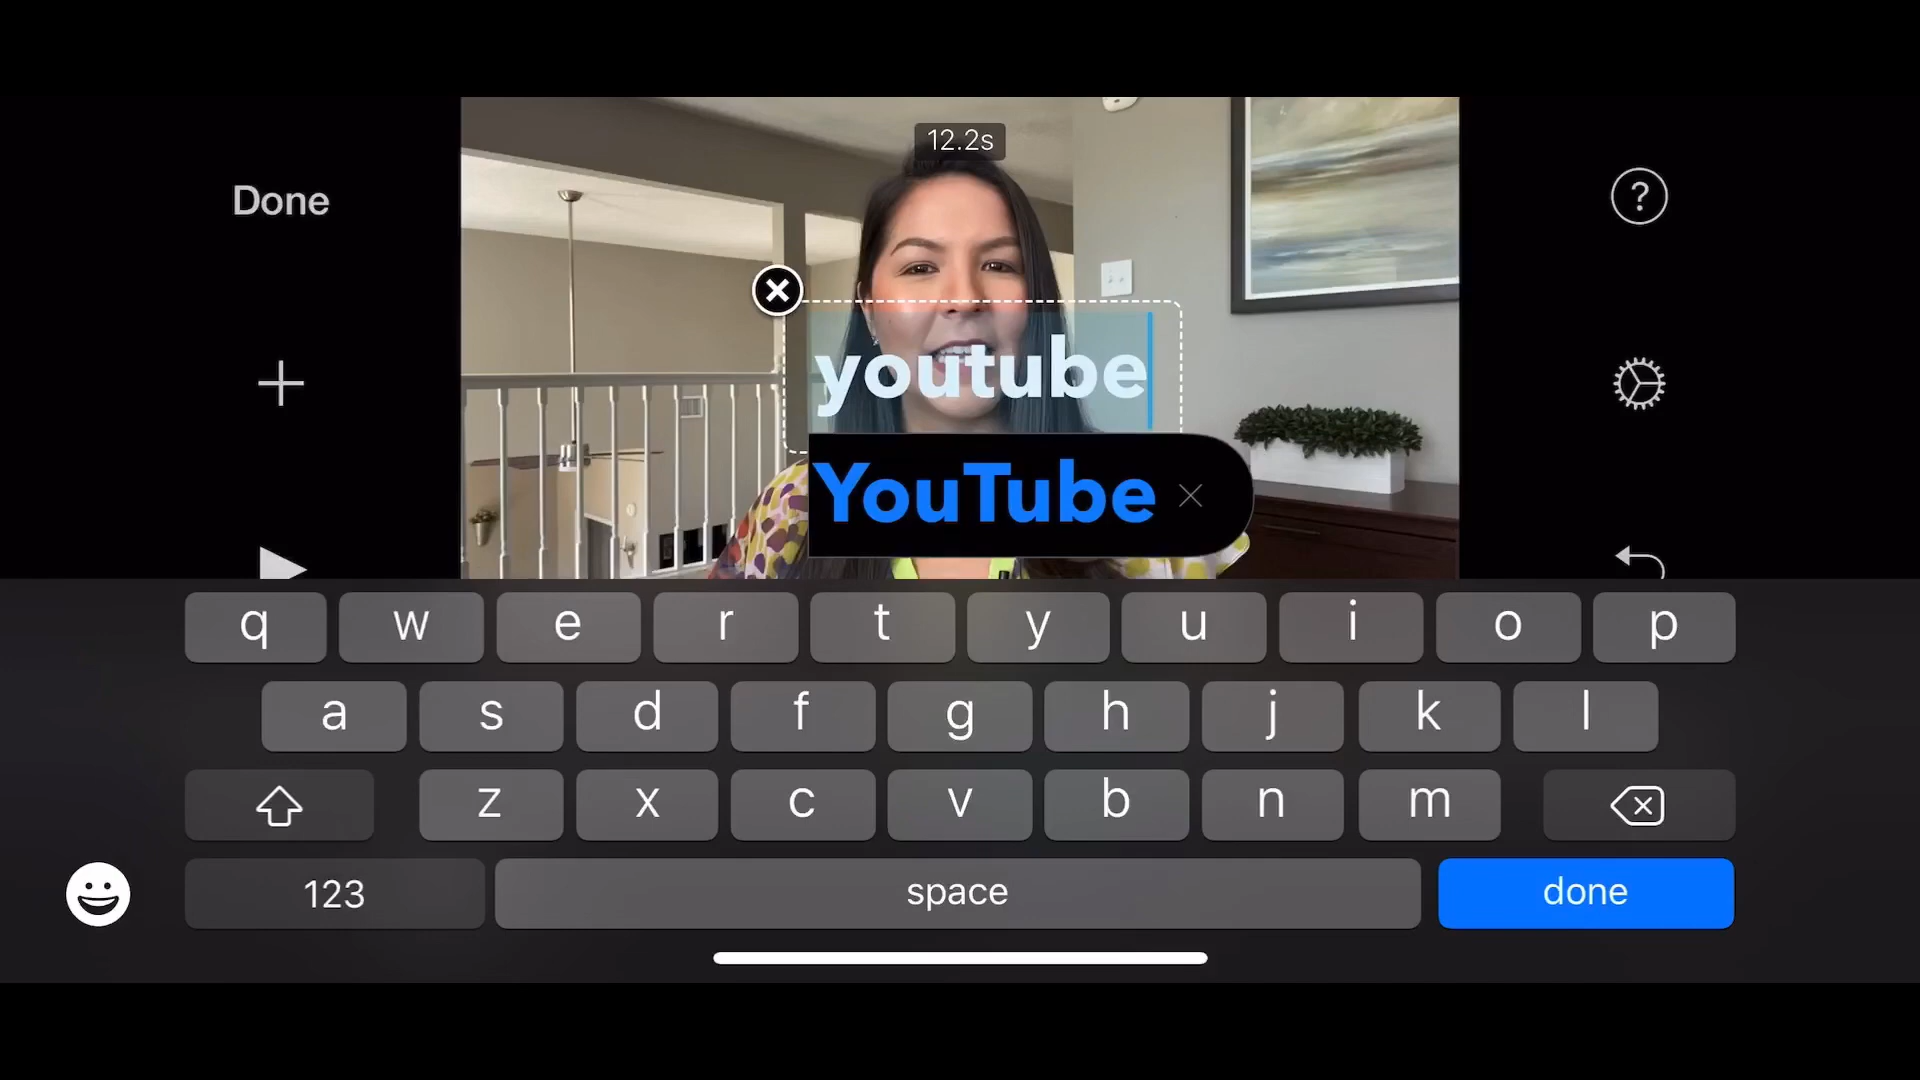 12.2s
Done
?
youtube
YouTube
q w e r t y u i o p
a s d f g h j k l
z x c v b n m
123 space done